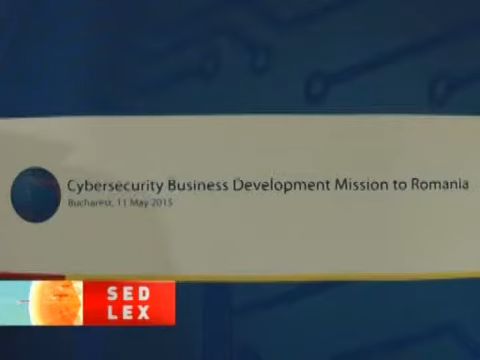 Cybersecurity Business Development Mission to Romania
Bucharest, 11 May 2015
SED
LEX